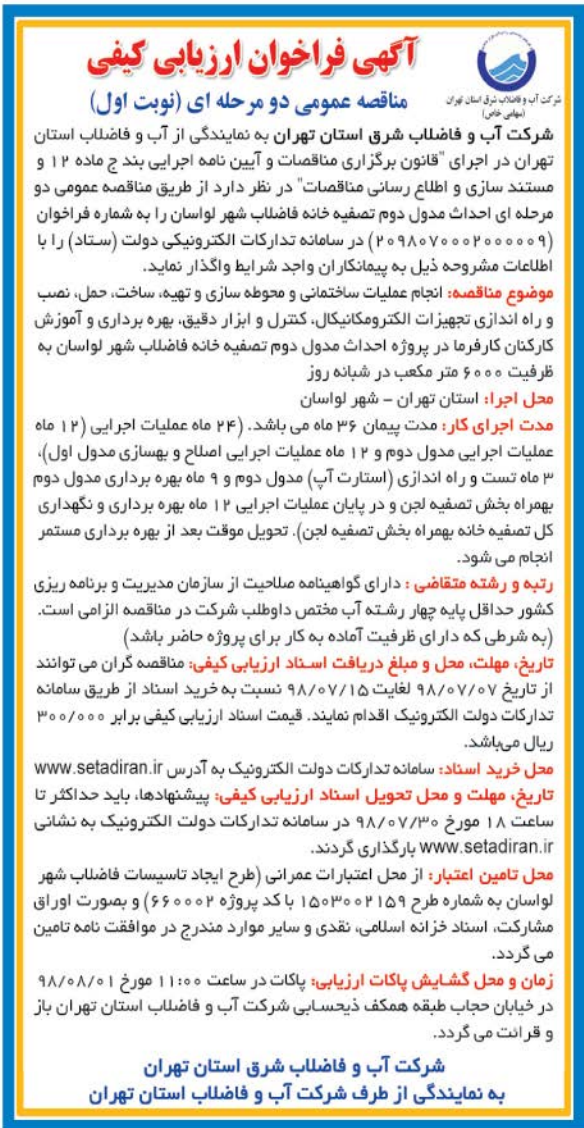 آگهی فراخوان ارزیابی کیفی
مناقصه عمومی دو مرحله ای (نوبت اول)
شرکت آب و فاضلاب شرق استان تهران
(سهامی خاص)
شرکت آب و فاضلاب شرق استان تهران به نمایندگی از آب و فاضلاب استان
تهران در اجرای "قانون برگزاری مناقصات و آیین نامه اجرایی بند ج ماده ۱۲ و
مستند سازی و اطلاع رسانی مناقصات" در نظر دارد از طریق مناقصه عمومی دو
مرحله ای احداث مدول دوم تصفیه خانه فاضلاب شهر لواسان را به شماره فراخوان
(۲۰۹۸۰۷۰۰۰۲۰۰۰۰۰۹) در سامانه تدارکات الکترونیکی دولت (ستاد) را با
اطلاعات مشروحه ذیل به پیمانکاران واجد شرایط واگذار نماید.
موضوع مناقصه: انجام عملیات ساختمانی و محوطه سازی و تهیه، ساخت، حمل، نصب
و راه اندازی تجهیزات الکترومکانیکال، کنترل و ابزار دقیق، بهره برداری و آموزش
کارکنان کارفرما در پروژه احداث مدول دوم تصفیه خانه فاضلاب شهر لواسان به
ظرفیت ۶۰۰۰ متر مکعب در شبانه روز
محل اجرا: استان تهران - شهر لواسان
مدت اجرای کار: مدت پیمان ۳۶ ماه می باشد. (۲۴ ماه عملیات اجرایی (۱۲ ماه
عملیات اجرایی مدول دوم و ۱۲ ماه عملیات اجرایی اصلاح و بهسازی مدول اول)،
۳ ماه تست و راه اندازی (استارت آپ) مدول دوم و ۹ ماه بهره برداری مدول دوم
بهمراه بخش تصفیه لجن و در پایان عملیات اجرایی ۱۲ ماه بهره برداری و نگهداری
کل تصفیه خانه بهمراه بخش تصفیه لجن). تحویل موقت بعد از بهره برداری مستمر
انجام می شود.
رتبه و رشته متقاضی : دارای گواهینامه صلاحیت از سازمان مدیریت و برنامه ریزی
کشور حداقل پایه چهار رشته آب مختص داوطلب شرکت در مناقصه الزامی است.
(به شرطی که دارای ظرفیت آماده به کار برای پروژه حاضر باشد)
تاریخ، مهلت، محل و مبلغ دریافت اسناد ارزیابی کیفی: مناقصه گران می توانند
از تاریخ ۹۸/۰۷/۰۷ لغایت ۹۸/۰۷/۱۵ نسبت به خرید اسناد از طریق سامانه
تدارکات دولت الکترونیک اقدام نمایند. قیمت اسناد ارزیابی کیفی برابر ۳۰۰/۰۰۰
ریال می‌باشد.
محل خرید اسناد: سامانه تدارکات دولت الکترونیک به آدرس www.setadiran.ir
تاریخ، مهلت و محل تحویل اسناد ارزیابی کیفی: پیشنهادها، باید حداکثر تا
ساعت ۱۸ مورخ ۹۸/۰۷/۳۰ در سامانه تدارکات دولت الکترونیک به نشانی
www.setadiran.ir بارگذاری گردند.
محل تامین اعتبار: از محل اعتبارات عمرانی (طرح ایجاد تاسیسات فاضلاب شهر
لواسان به شماره طرح ۱۵۰۳۰۰۲۱۵۹ با کد پروژه ۶۶۰۰۰۲) و بصورت اوراق
مشارکت، اسناد خزانه اسلامی، نقدی و سایر موارد مندرج در موافقت نامه تامین
می گردد.
زمان و محل گشایش پاکات ارزیابی: پاکات در ساعت ۱۱:۰۰ مورخ ۹۸/۰۸/۰۱
در خیابان حجاب طبقه همکف ذیحسابی شرکت آب و فاضلاب استان تهران باز
و قرائت می گردد.
شرکت آب و فاضلاب شرق استان تهران
به نمایندگی از طرف شرکت آب و فاضلاب استان تهران